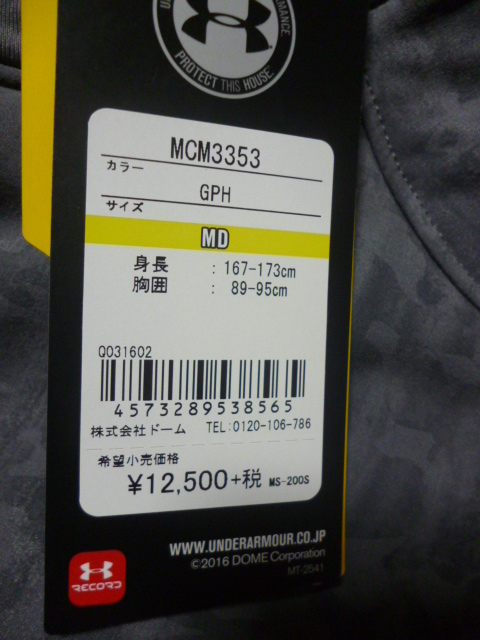 PERFORMANCE.
PROTECT THIS HOUSE
MCM3353
カラー
GPH
サイズ
MD
身長 : 167-173cm
胸囲 : 89-95cm
Q031602
4573289538565
株式会社ドーム TEL:0120-106-786
希望小売価格
¥12,500+税 MS-200S
WWW.UNDERARMOUR.CO.JP
©2016 DOME Corporation
MT-2541
RECORD